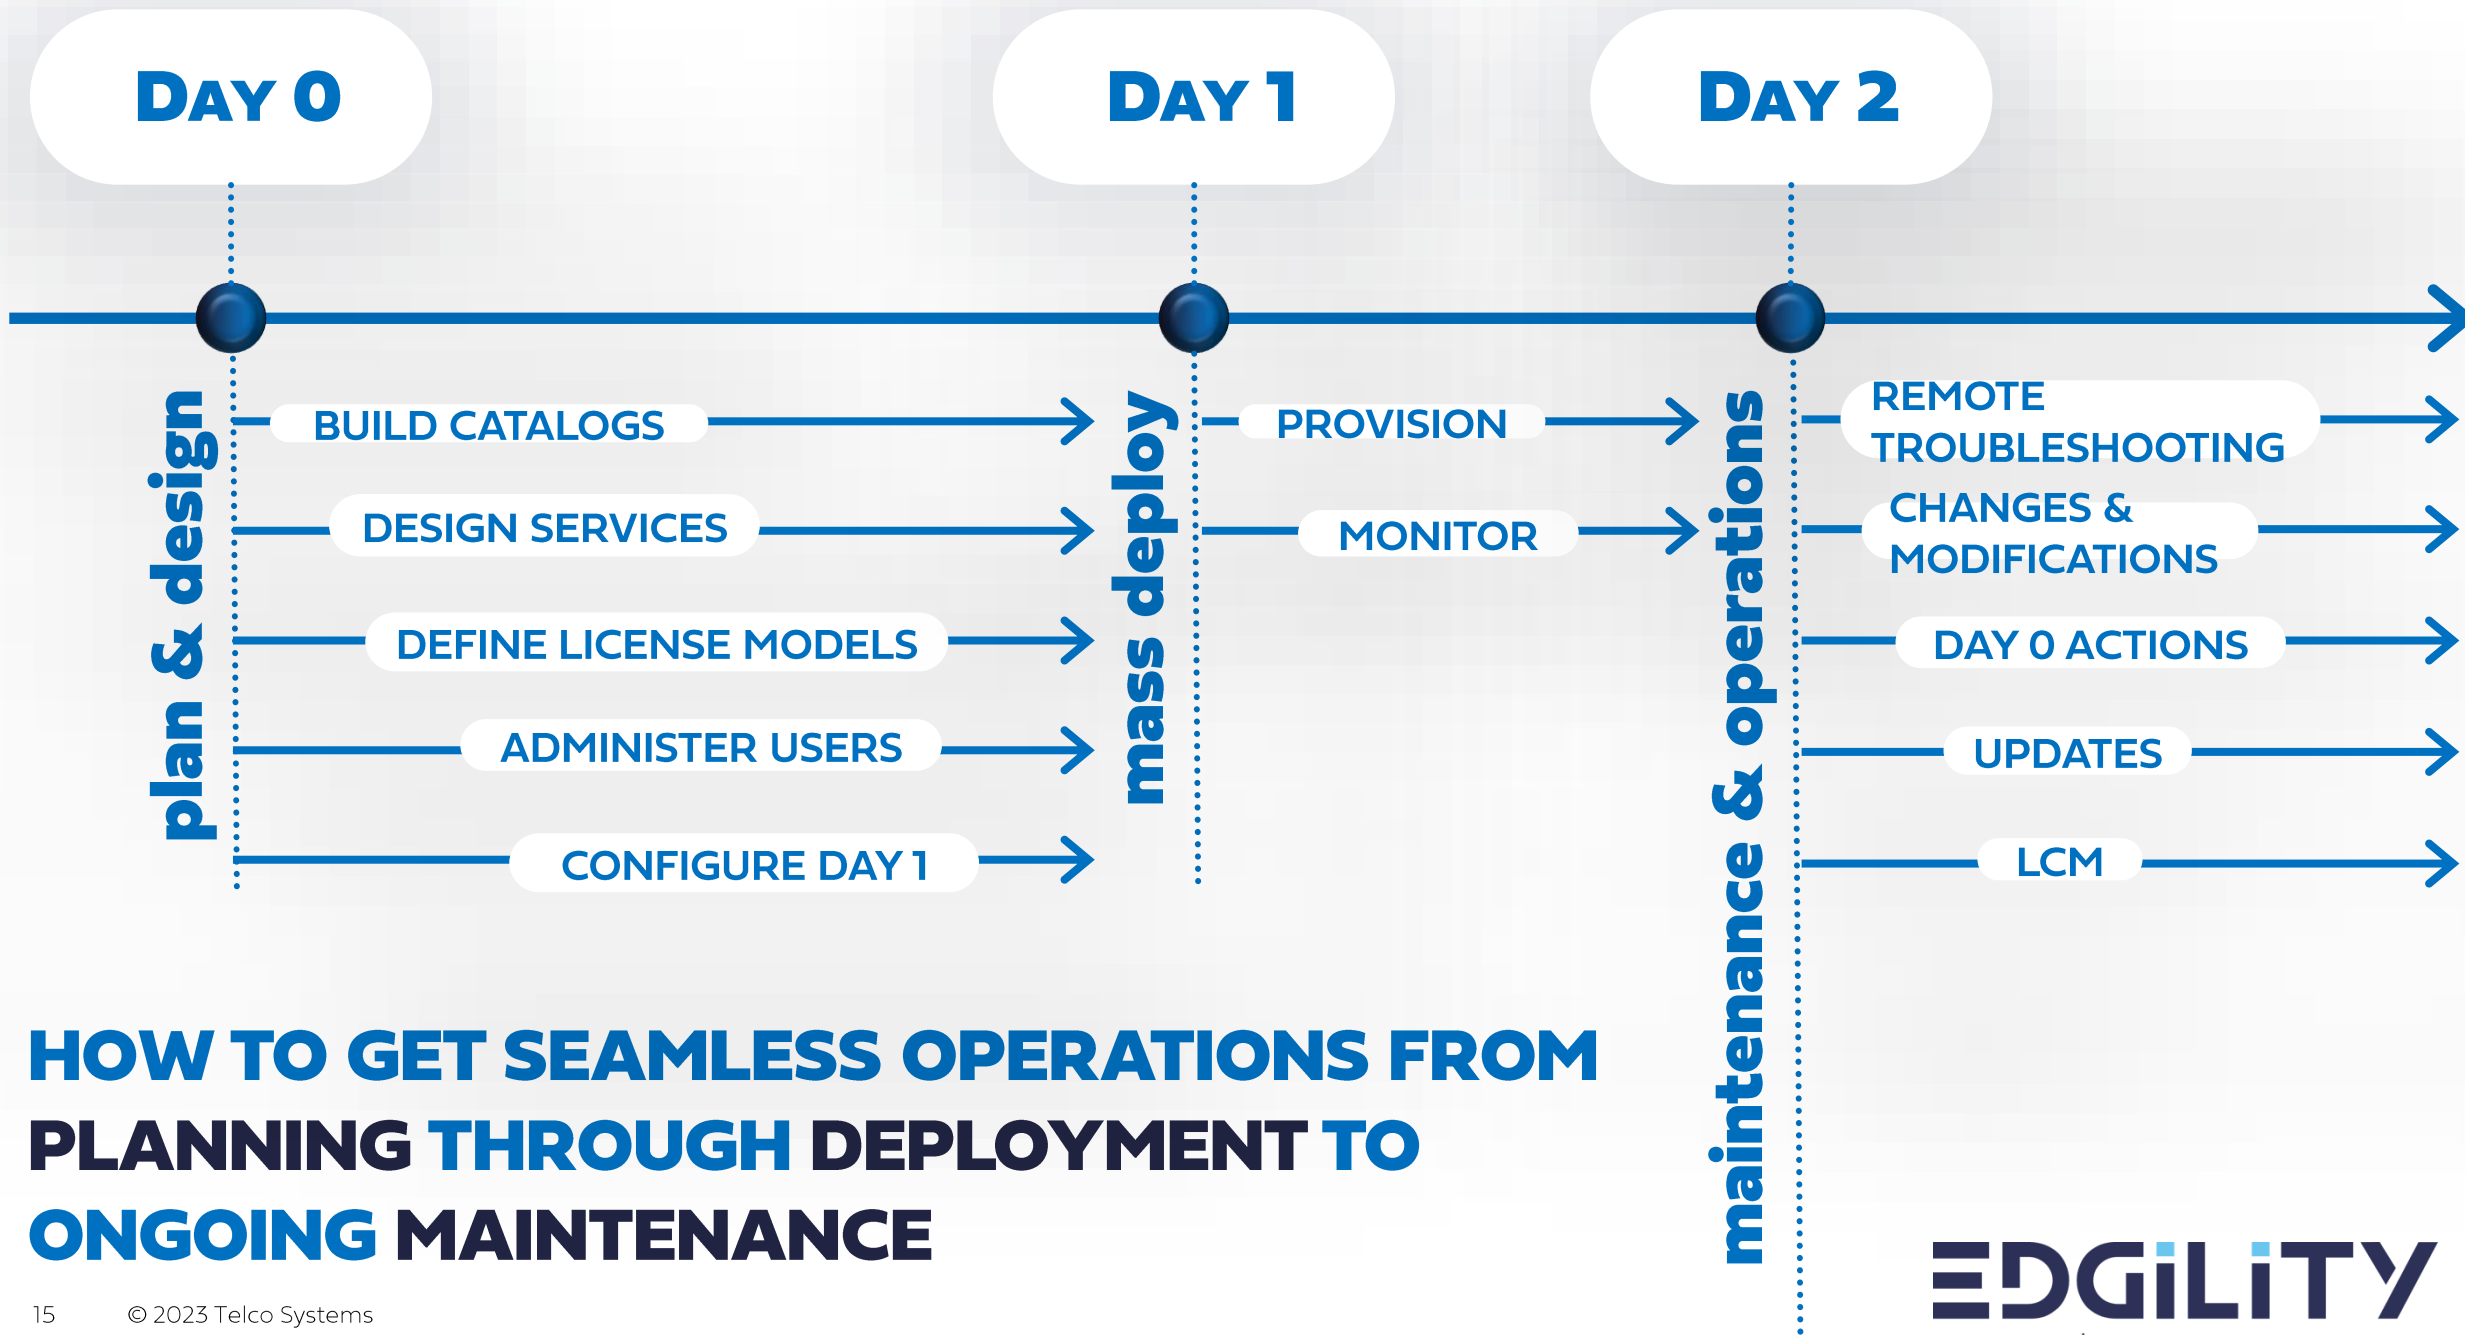 DAY 0
DAY 1
DAY 2
plan & design
BUILD CATALOGS
DESIGN SERVICES
DEFINE LICENSE MODELS
ADMINISTER USERS
CONFIGURE DAY 1
mass deploy
PROVISION
MONITOR
maintenance & operations
REMOTE
TROUBLESHOOTING
CHANGES &
MODIFICATIONS
DAY 0 ACTIONS
UPDATES
LCM
HOW TO GET SEAMLESS OPERATIONS FROM
PLANNING THROUGH DEPLOYMENT TO
ONGOING MAINTENANCE
15
© 2023 Telco Systems
EDGiLiTY